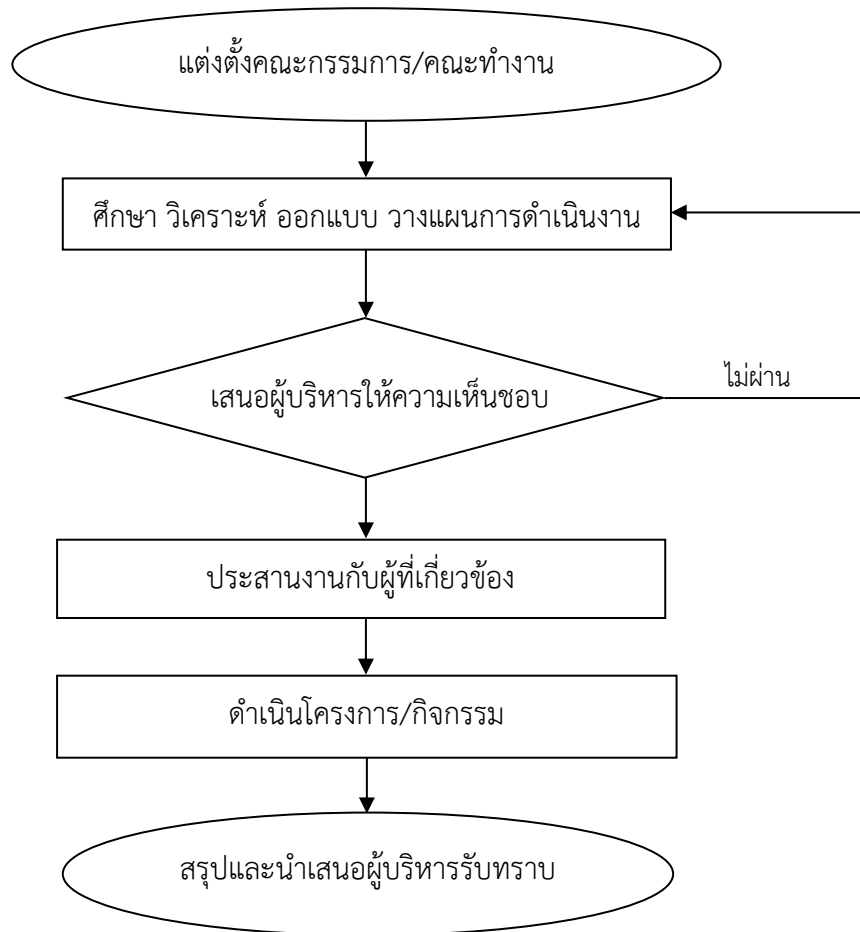 แต่งตั้งคณะกรรมการ/คณะทำงาน
ศึกษา วิเคราะห์ ออกแบบ วางแผนการดำเนินงาน
เสนอผู้บริหารให้ความเห็นชอบ
ไม่ผ่าน
ประสานงานกับผู้ที่เกี่ยวข้อง
ดำเนินโครงการ/กิจกรรม
สรุปและนำเสนอผู้บริหารรับทราบ